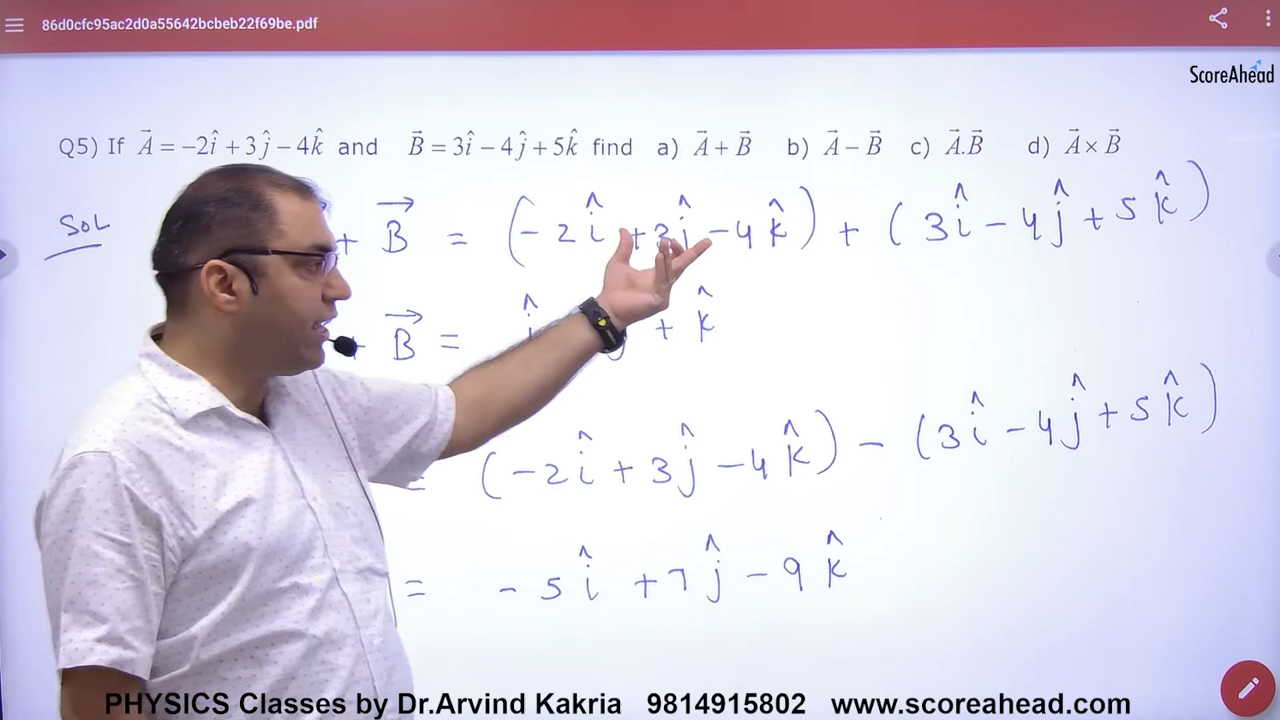 86d0cfc95ac2d0a55642bcbeb22f69be.pdf
ScoreAhead
Q5) If A⃗ = −2î + 3ĵ − 4k̂ and B⃗ = 3î − 4ĵ + 5k̂ find a) A⃗ + B⃗ b) A⃗ − B⃗ c) A⃗.B⃗ d) A⃗ × B⃗
Sol + B⃗ = (−2î + 3ĵ − 4k̂) + (3î − 4ĵ + 5k̂)
+ B⃗ = î + k̂
= (−2î + 3ĵ − 4k̂) − (3î − 4ĵ + 5k̂)
= −5î + 7ĵ − 9k̂
PHYSICS Classes by Dr.Arvind Kakria 9814915802 www.scoreahead.com